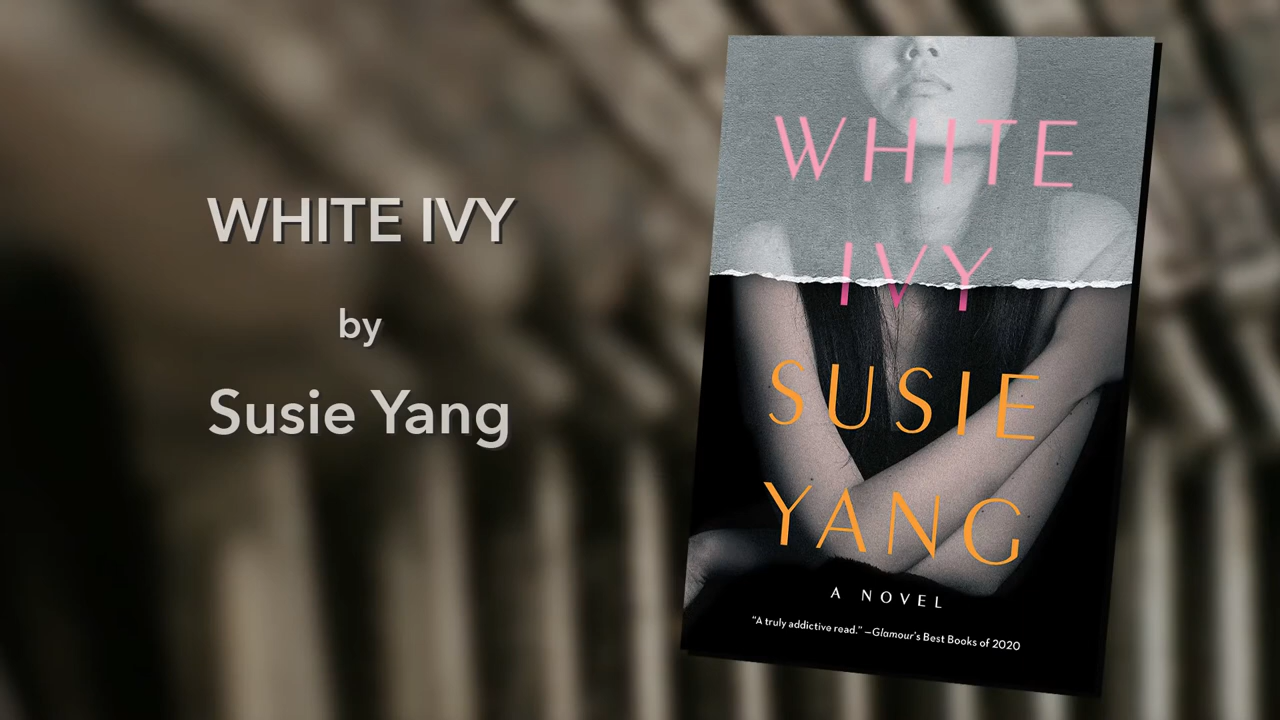 WHITE IVY
by
Susie Yang
WHITE
IVY
SUSIE
YANG
A NOVEL
“A truly addictive read.” —Glamour’s Best Books of 2020